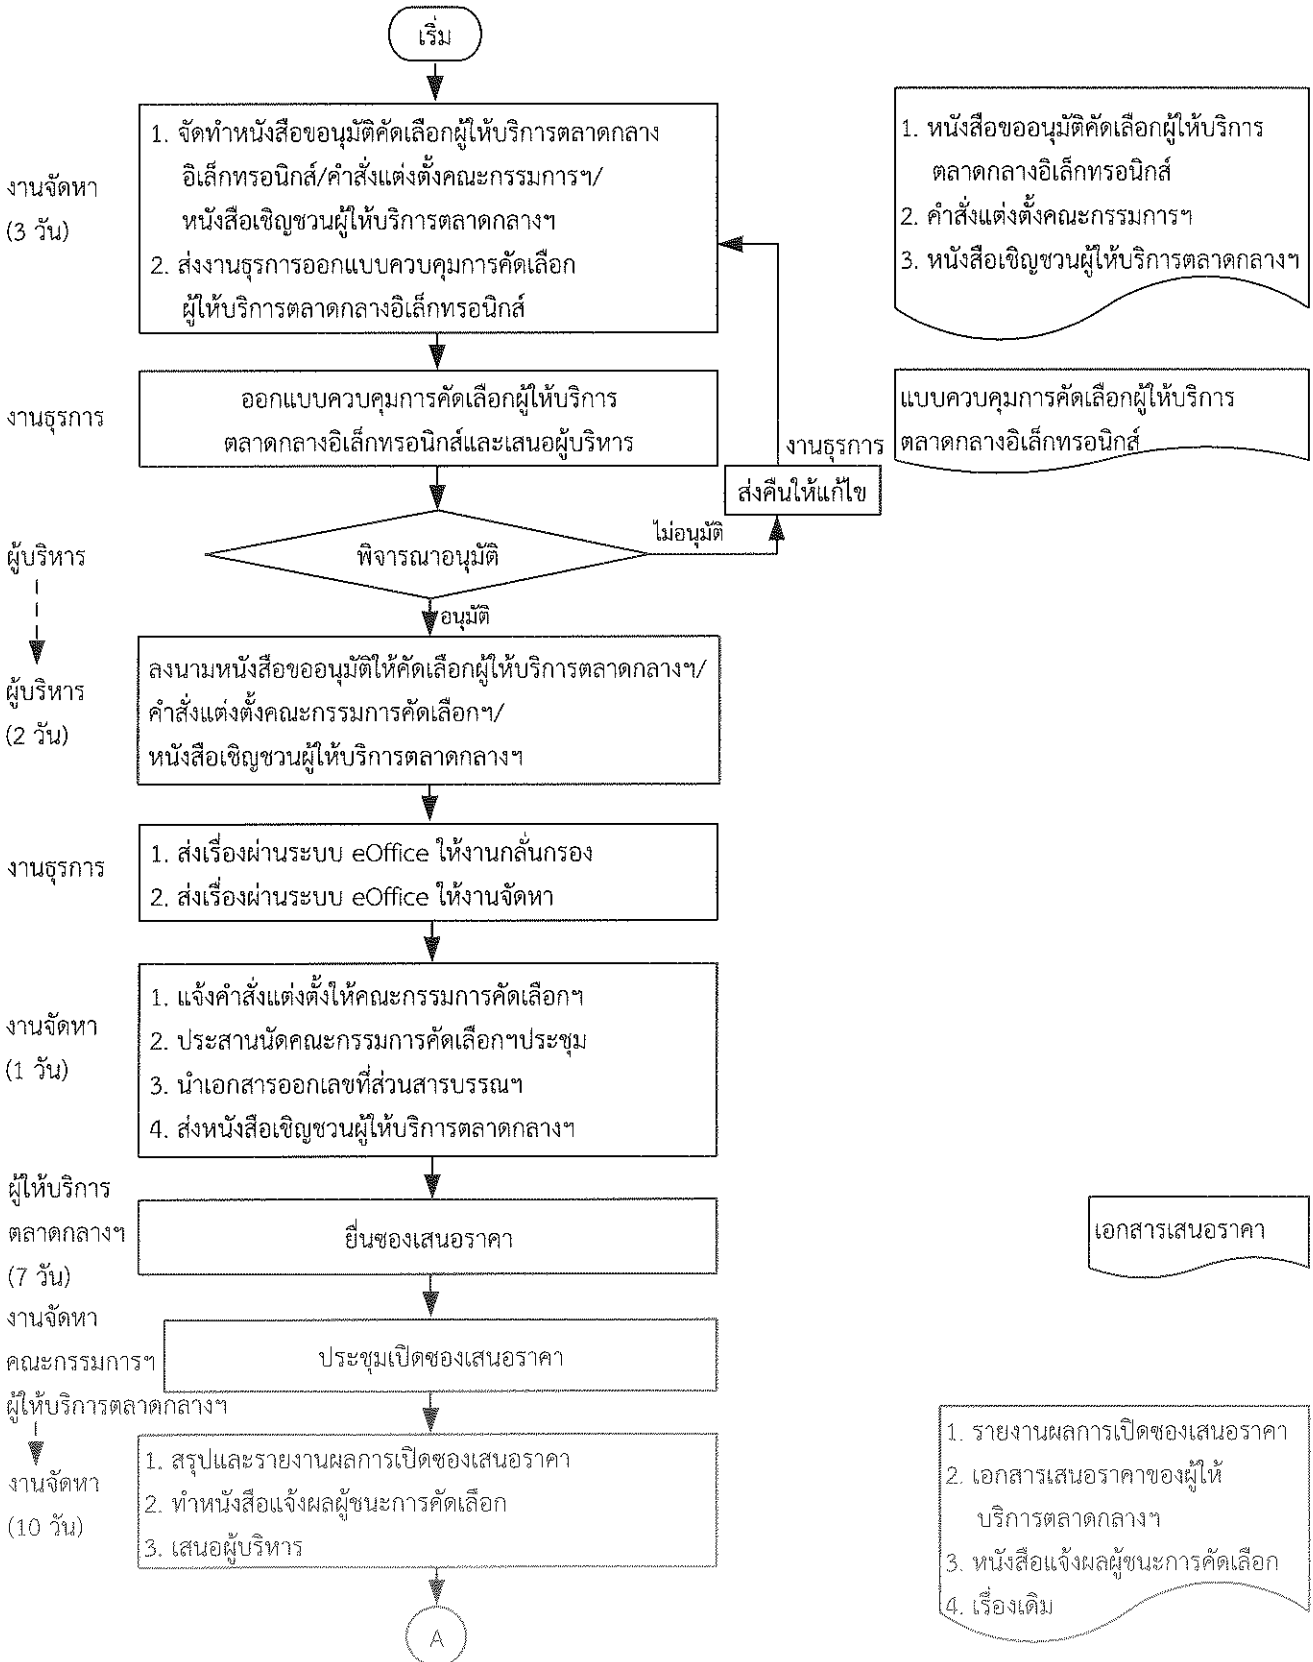 เริ่ม
งานจัดหา
(3 วัน)
1. จัดทำหนังสือขอนุมัติคัดเลือกผู้ให้บริการตลาดกลาง
อิเล็กทรอนิกส์/คำสั่งแต่งตั้งคณะกรรมการฯ/
หนังสือเชิญชวนผู้ให้บริการตลาดกลางฯ
2. ส่งงานธุรการออกแบบควบคุมการคัดเลือก
ผู้ให้บริการตลาดกลางอิเล็กทรอนิกส์
1. หนังสือขออนุมัติคัดเลือกผู้ให้บริการ
ตลาดกลางอิเล็กทรอนิกส์
2. คำสั่งแต่งตั้งคณะกรรมการฯ
3. หนังสือเชิญชวนผู้ให้บริการตลาดกลางฯ
งานธุรการ
ออกแบบควบคุมการคัดเลือกผู้ให้บริการ
ตลาดกลางอิเล็กทรอนิกส์และเสนอผู้บริหาร
งานธุรการ
ส่งคืนให้แก้ไข
แบบควบคุมการคัดเลือกผู้ให้บริการ
ตลาดกลางอิเล็กทรอนิกส์
ผู้บริหาร
พิจารณาอนุมัติ
ไม่อนุมัติ
อนุมัติ
ผู้บริหาร
(2 วัน)
ลงนามหนังสือขออนุมัติให้คัดเลือกผู้ให้บริการตลาดกลางฯ/
คำสั่งแต่งตั้งคณะกรรมการคัดเลือกฯ/
หนังสือเชิญชวนผู้ให้บริการตลาดกลางฯ
งานธุรการ
1. ส่งเรื่องผ่านระบบ eOffice ให้งานกลั่นกรอง
2. ส่งเรื่องผ่านระบบ eOffice ให้งานจัดหา
งานจัดหา
(1 วัน)
1. แจ้งคำสั่งแต่งตั้งให้คณะกรรมการคัดเลือกฯ
2. ประสานนัดคณะกรรมการคัดเลือกฯประชุม
3. นำเอกสารออกเลขที่ส่วนสารบรรณฯ
4. ส่งหนังสือเชิญชวนผู้ให้บริการตลาดกลางฯ
ผู้ให้บริการ
ตลาดกลางฯ
(7 วัน)
ยื่นซองเสนอราคา
เอกสารเสนอราคา
งานจัดหา
คณะกรรมการฯ
ผู้ให้บริการตลาดกลางฯ
ประชุมเปิดซองเสนอราคา
งานจัดหา
(10 วัน)
1. สรุปและรายงานผลการเปิดซองเสนอราคา
2. ทำหนังสือแจ้งผลผู้ชนะการคัดเลือก
3. เสนอผู้บริหาร
1. รายงานผลการเปิดซองเสนอราคา
2. เอกสารเสนอราคาของผู้ให้
บริการตลาดกลางฯ
3. หนังสือแจ้งผลผู้ชนะการคัดเลือก
4. เรื่องเดิม
A